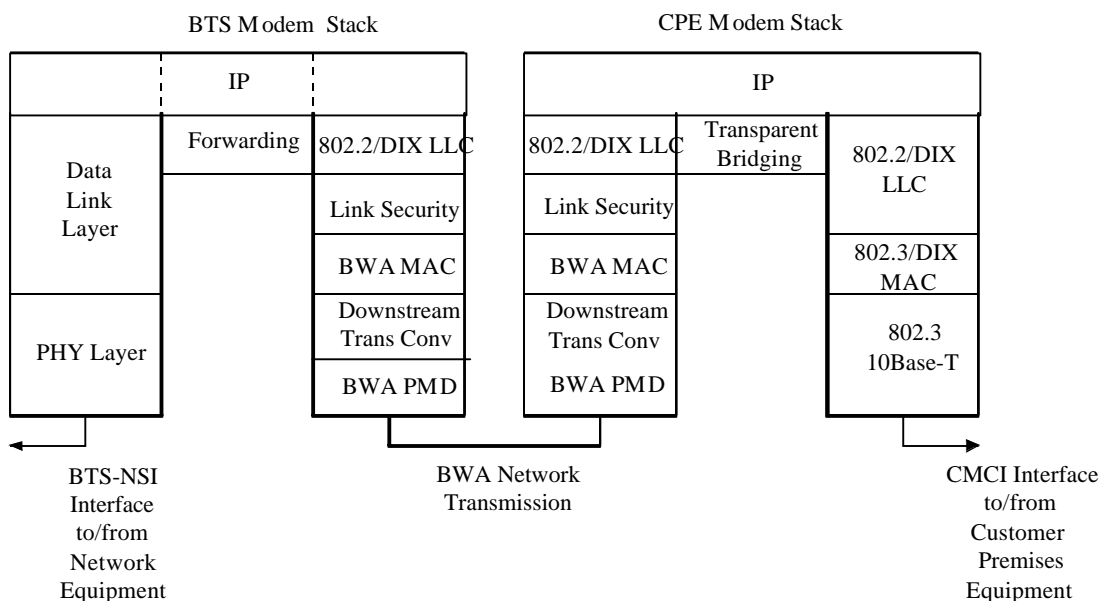 BTS Modem Stack
CPE Modem Stack
IP
IP
Data
Link
Layer
Forwarding
802.2/DIX LLC
Link Security
BWA MAC
Downstream
Trans Conv
BWA PMD
PHY Layer
802.2/DIX LLC
Transparent
Bridging
Link Security
BWA MAC
Downstream
Trans Conv
BWA PMD
802.2/DIX
LLC
802.3/DIX
MAC
802.3
10Base-T
BTS-NSI
Interface
to/from
Network
Equipment
BWA Network
Transmission
CMCI Interface
to/from
Customer
Premises
Equipment